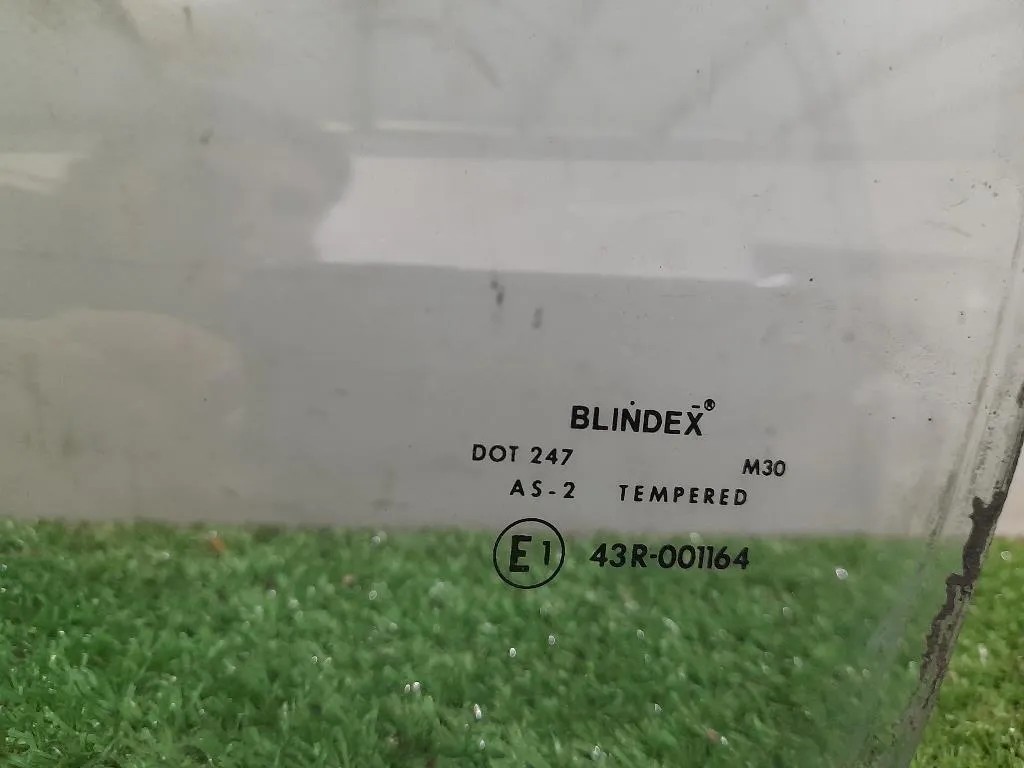 BLINDEX®
DOT 247 M30
AS-2 TEMPERED
E1 43R-001164